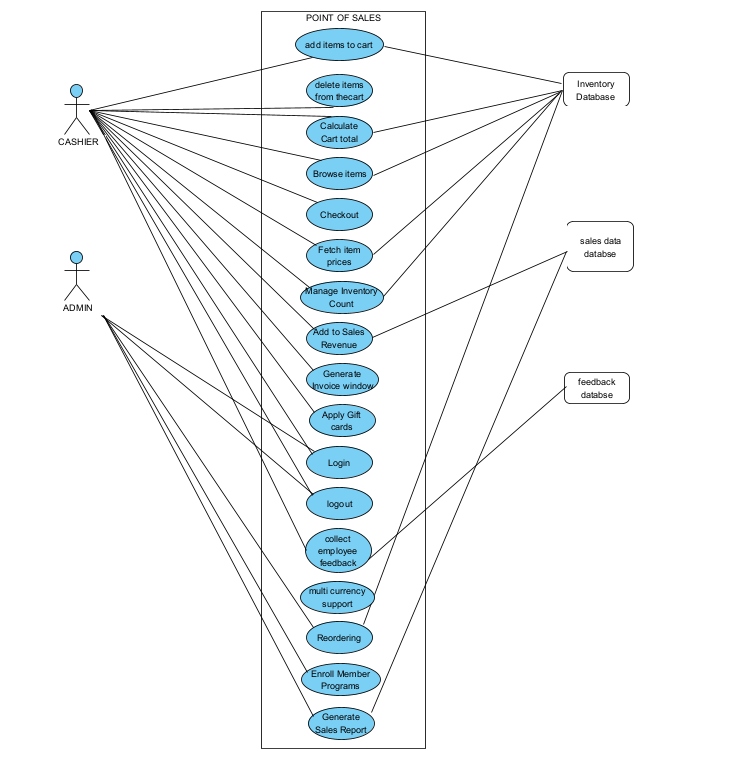 POINT OF SALES
add items to cart
delete items
from thecart
Inventory
Database
CASHIER
Calculate
Cart total
Browse items
Checkout
sales data
databse
Fetch item
prices
Manage Inventory
Count
ADMIN
Add to Sales
Revenue
Generate
Invoice window
feedback
databse
Apply Gift
cards
Login
logout
collect
employee
feedback
multi currency
support
Reordering
Enroll Member
Programs
Generate
Sales Report